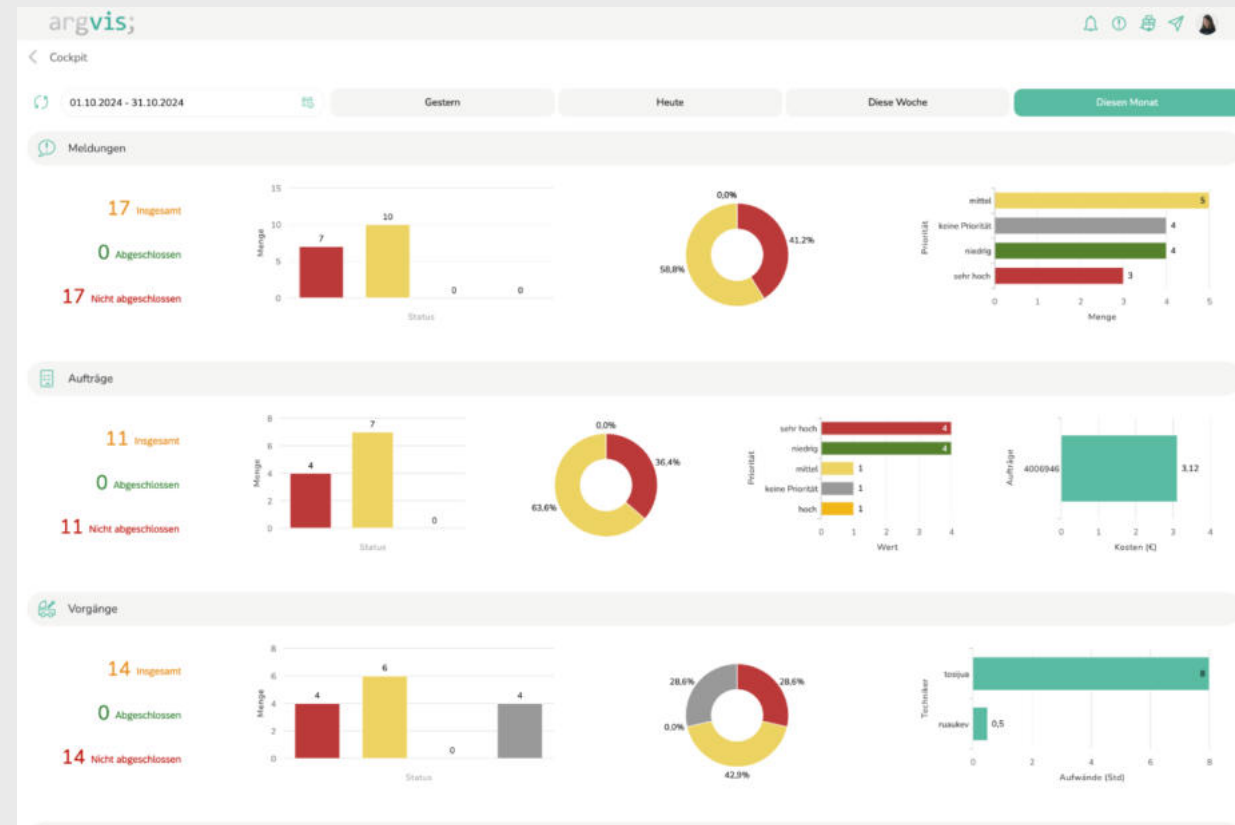 argvis;
Cockpit
01.10.2024 - 31.10.2024
Gestern
Heute
Diese Woche
Diesen Monat
Meldungen
17 Insgesamt
0 Abgeschlossen
17 Nicht abgeschlossen
Menge
15
10
5
0
7
10
0
0
Status
0,0%
41,2%
58,8%
Priorität
mittel
keine Priorität
niedrig
sehr hoch
5
4
4
3
0 1 2 3 4 5
Menge
Aufträge
11 Insgesamt
0 Abgeschlossen
11 Nicht abgeschlossen
Menge
8
6
4
2
0
4
7
0
Status
0,0%
36,4%
63,6%
Priorität
sehr hoch
niedrig
mittel
keine Priorität
hoch
4
4
1
1
1
0 1 2 3 4
Wert
Aufträge
4006946
3,12
0 1 2 3 4
Kosten (€)
Vorgänge
14 Insgesamt
0 Abgeschlossen
14 Nicht abgeschlossen
Menge
8
6
4
2
0
4
6
0
4
Status
28,6%
28,6%
0,0%
42,9%
Techniker
tosijua
ruaukev
8
0,5
0 2 4 6 8
Aufwände (Std)